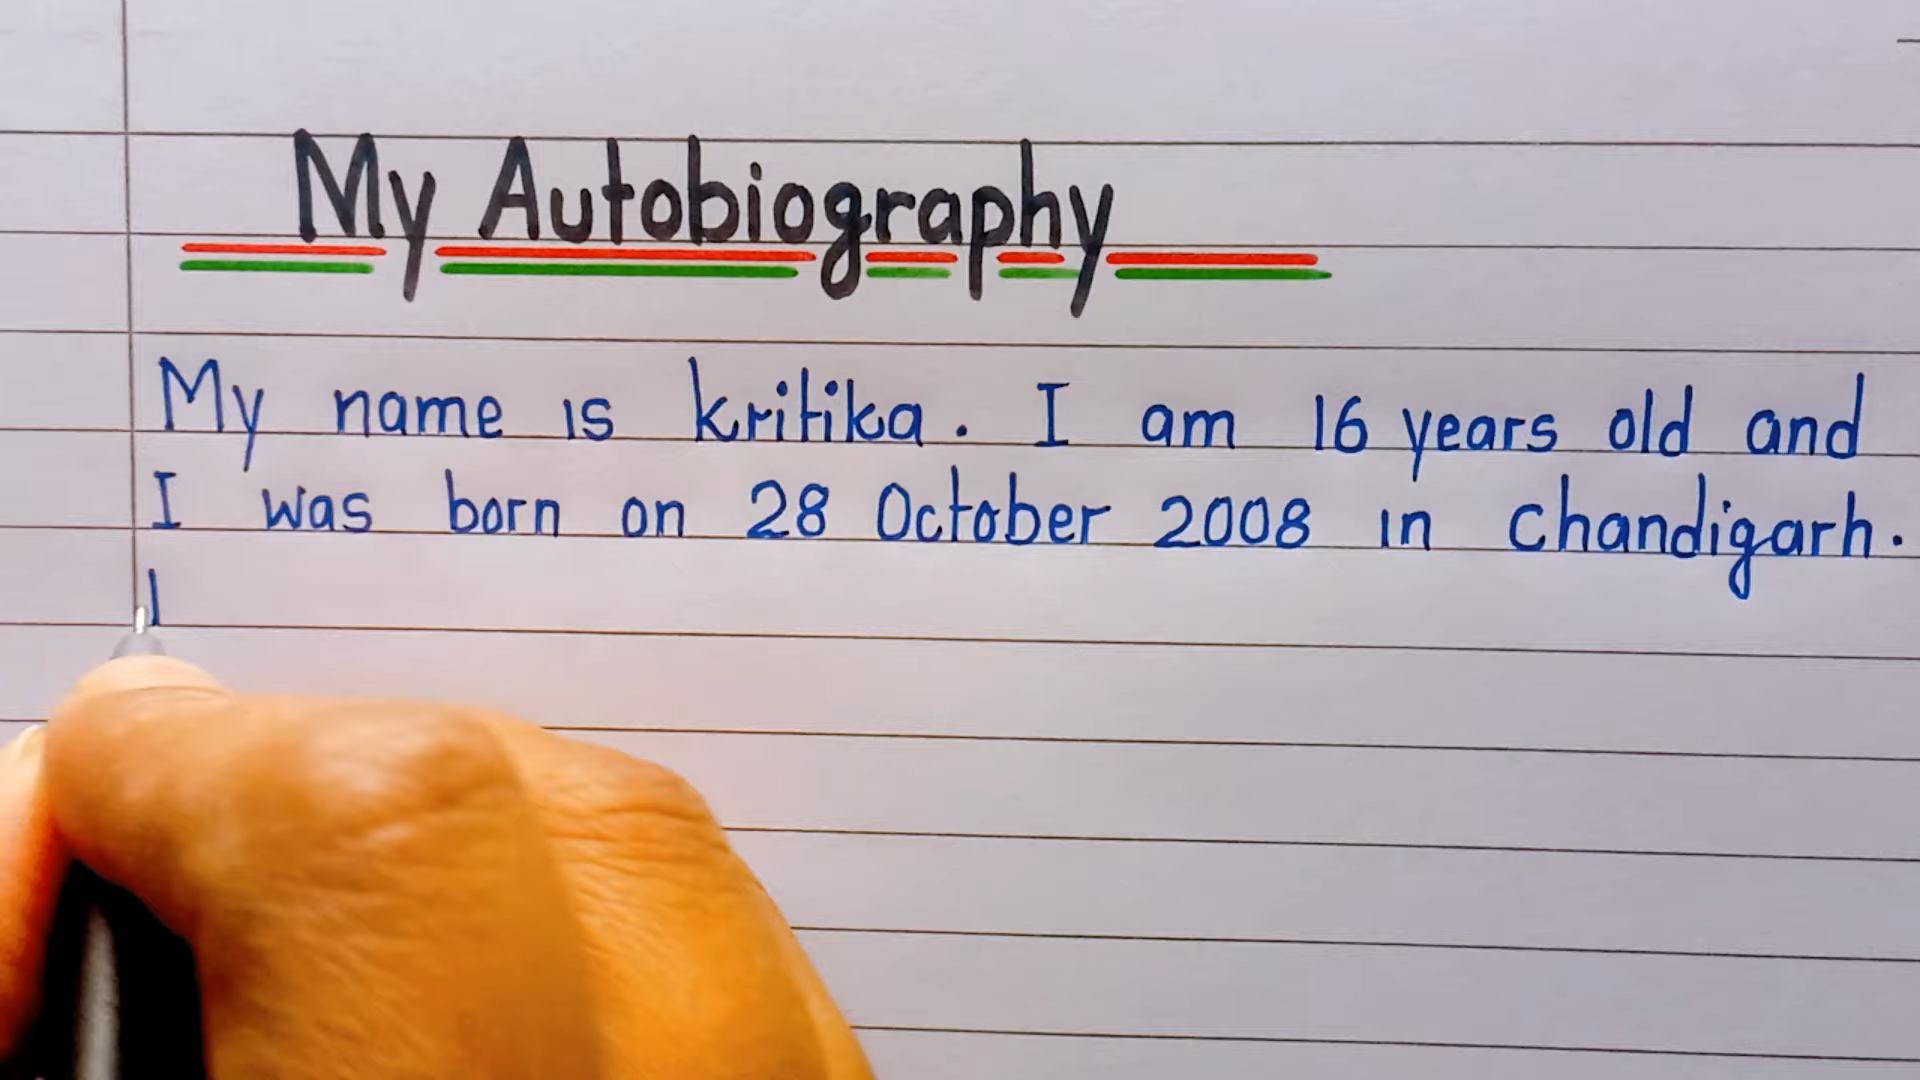 My Autobiography
My name is kritika. I am 16 years old and
I was born on 28 October 2008 in chandigarh.